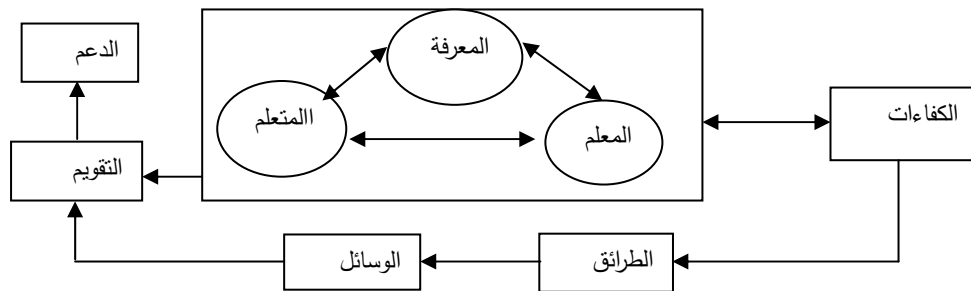 المعرفة
الدعم
الكفاءات
االمتعلم
المعلم
التقويم
الطرائق
الوسائل